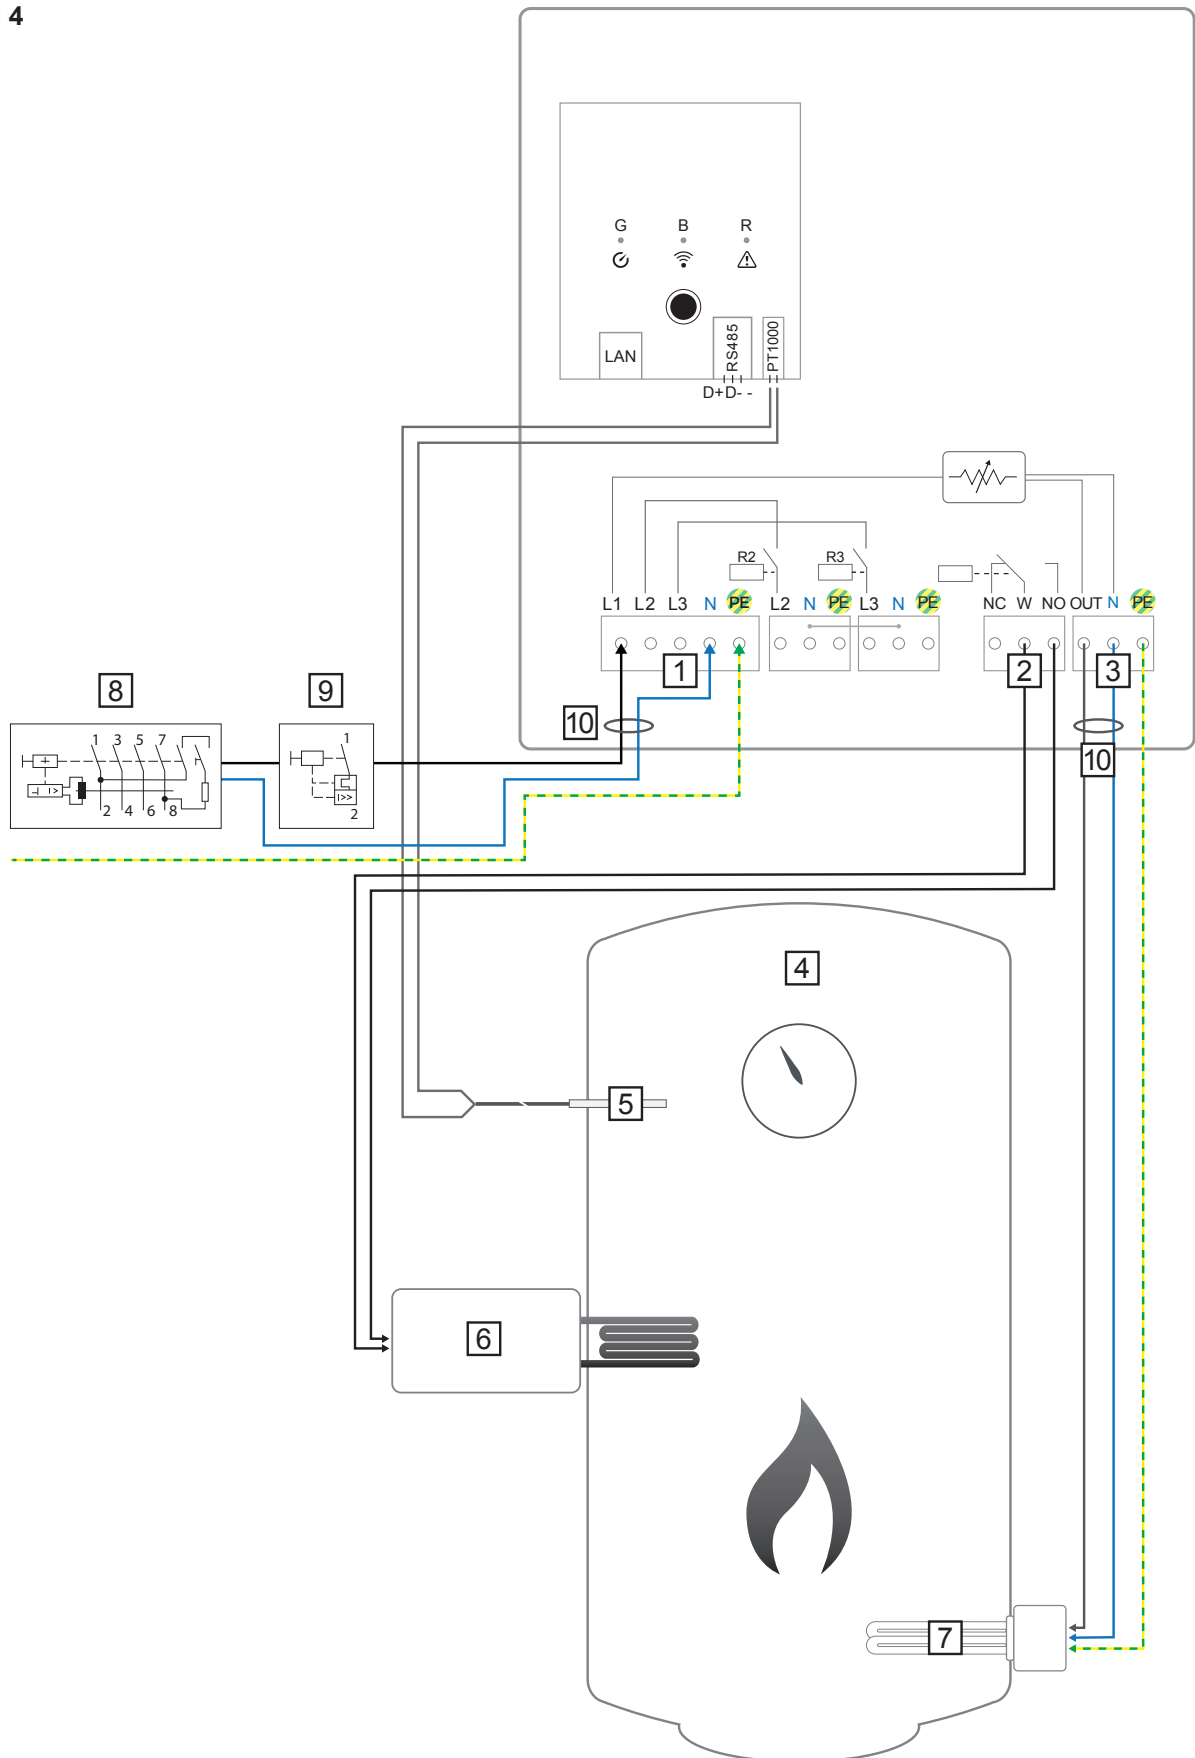 4
G B R
LAN
RS485
PT1000
D+D- -
R2 R3
L1 L2 L3 N PE L2 N PE L3 N PE NC W NO OUT N PE
1 2 3
8 9 10 10
1 3 5 7
2 4 6 8
1
I>>
2
4
5
6
7